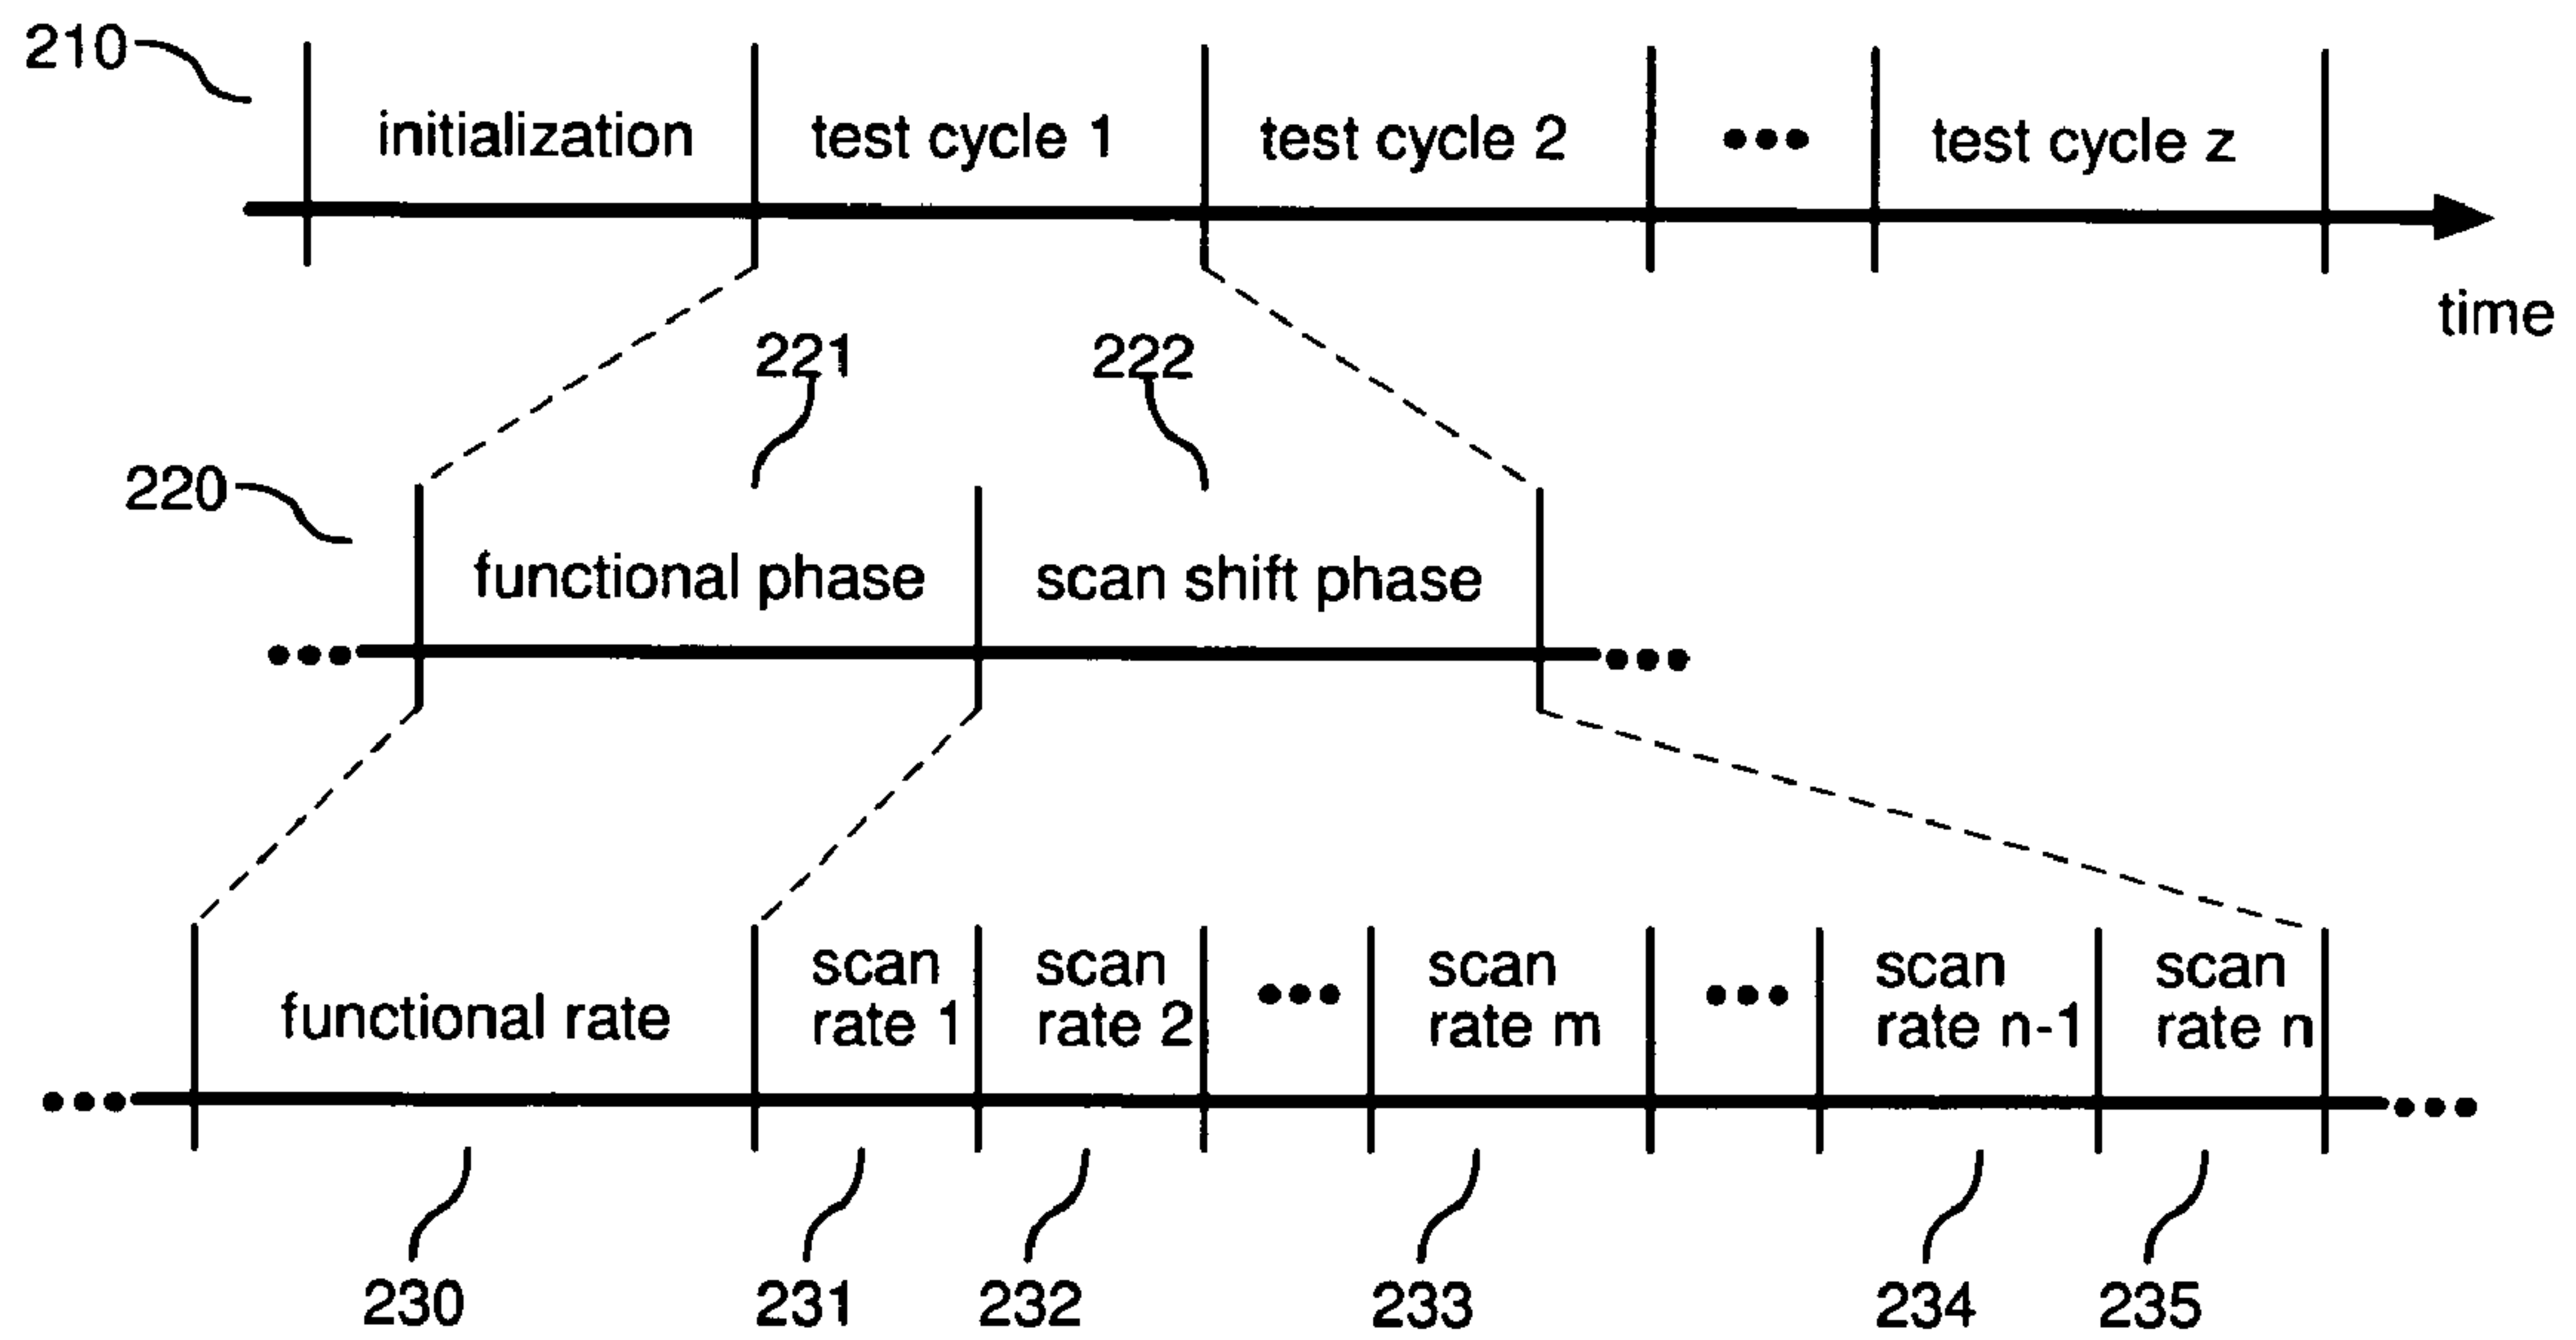 210
initialization
test cycle 1
test cycle 2
•••
test cycle z
time
221
222
220
functional phase
scan shift phase
•••
•••
functional rate
scan
rate 1
scan
rate 2
•••
scan
rate m
•••
scan
rate n-1
scan
rate n
•••
•••
230
231
232
233
234
235